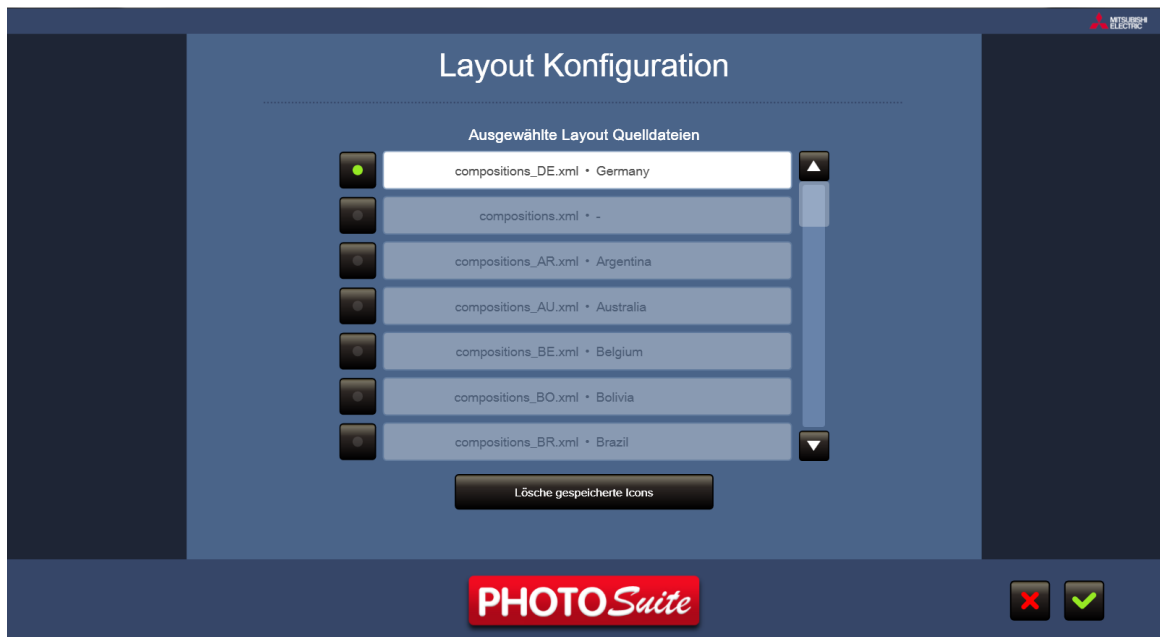 MITSUBISHI
ELECTRIC
Layout Konfiguration
Ausgewählte Layout Quelldateien
compositions_DE.xml • Germany
compositions.xml • -
compositions_AR.xml • Argentina
compositions_AU.xml • Australia
compositions_BE.xml • Belgium
compositions_BO.xml • Bolivia
compositions_BR.xml • Brazil
Lösche gespeicherte Icons
PHOTO Suite